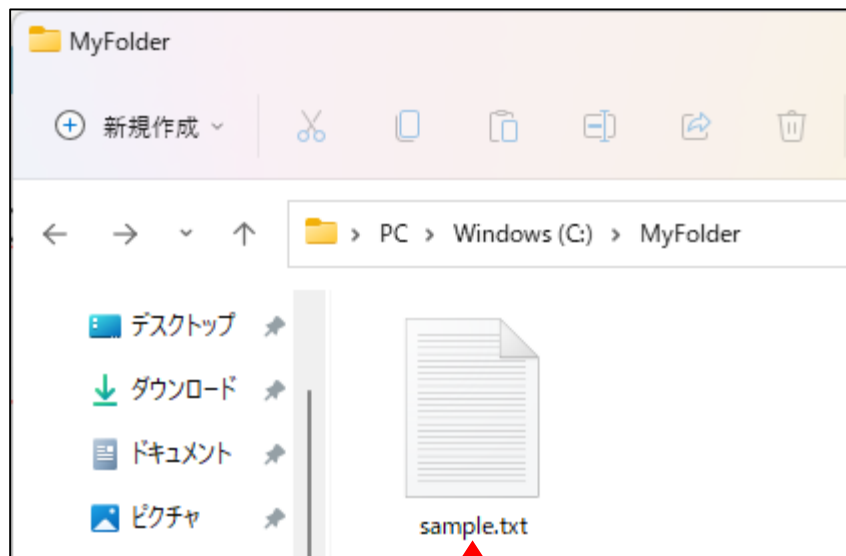 MyFolder
新規作成
PC > Windows (C:) > MyFolder
デスクトップ
ダウンロード
ドキュメント
ピクチャ
sample.txt